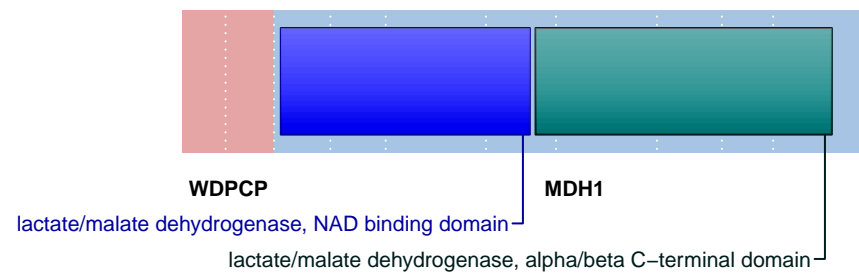 WDPCP MDH1
lactate/malate dehydrogenase, NAD binding domain
lactate/malate dehydrogenase, alpha/beta C−terminal domain